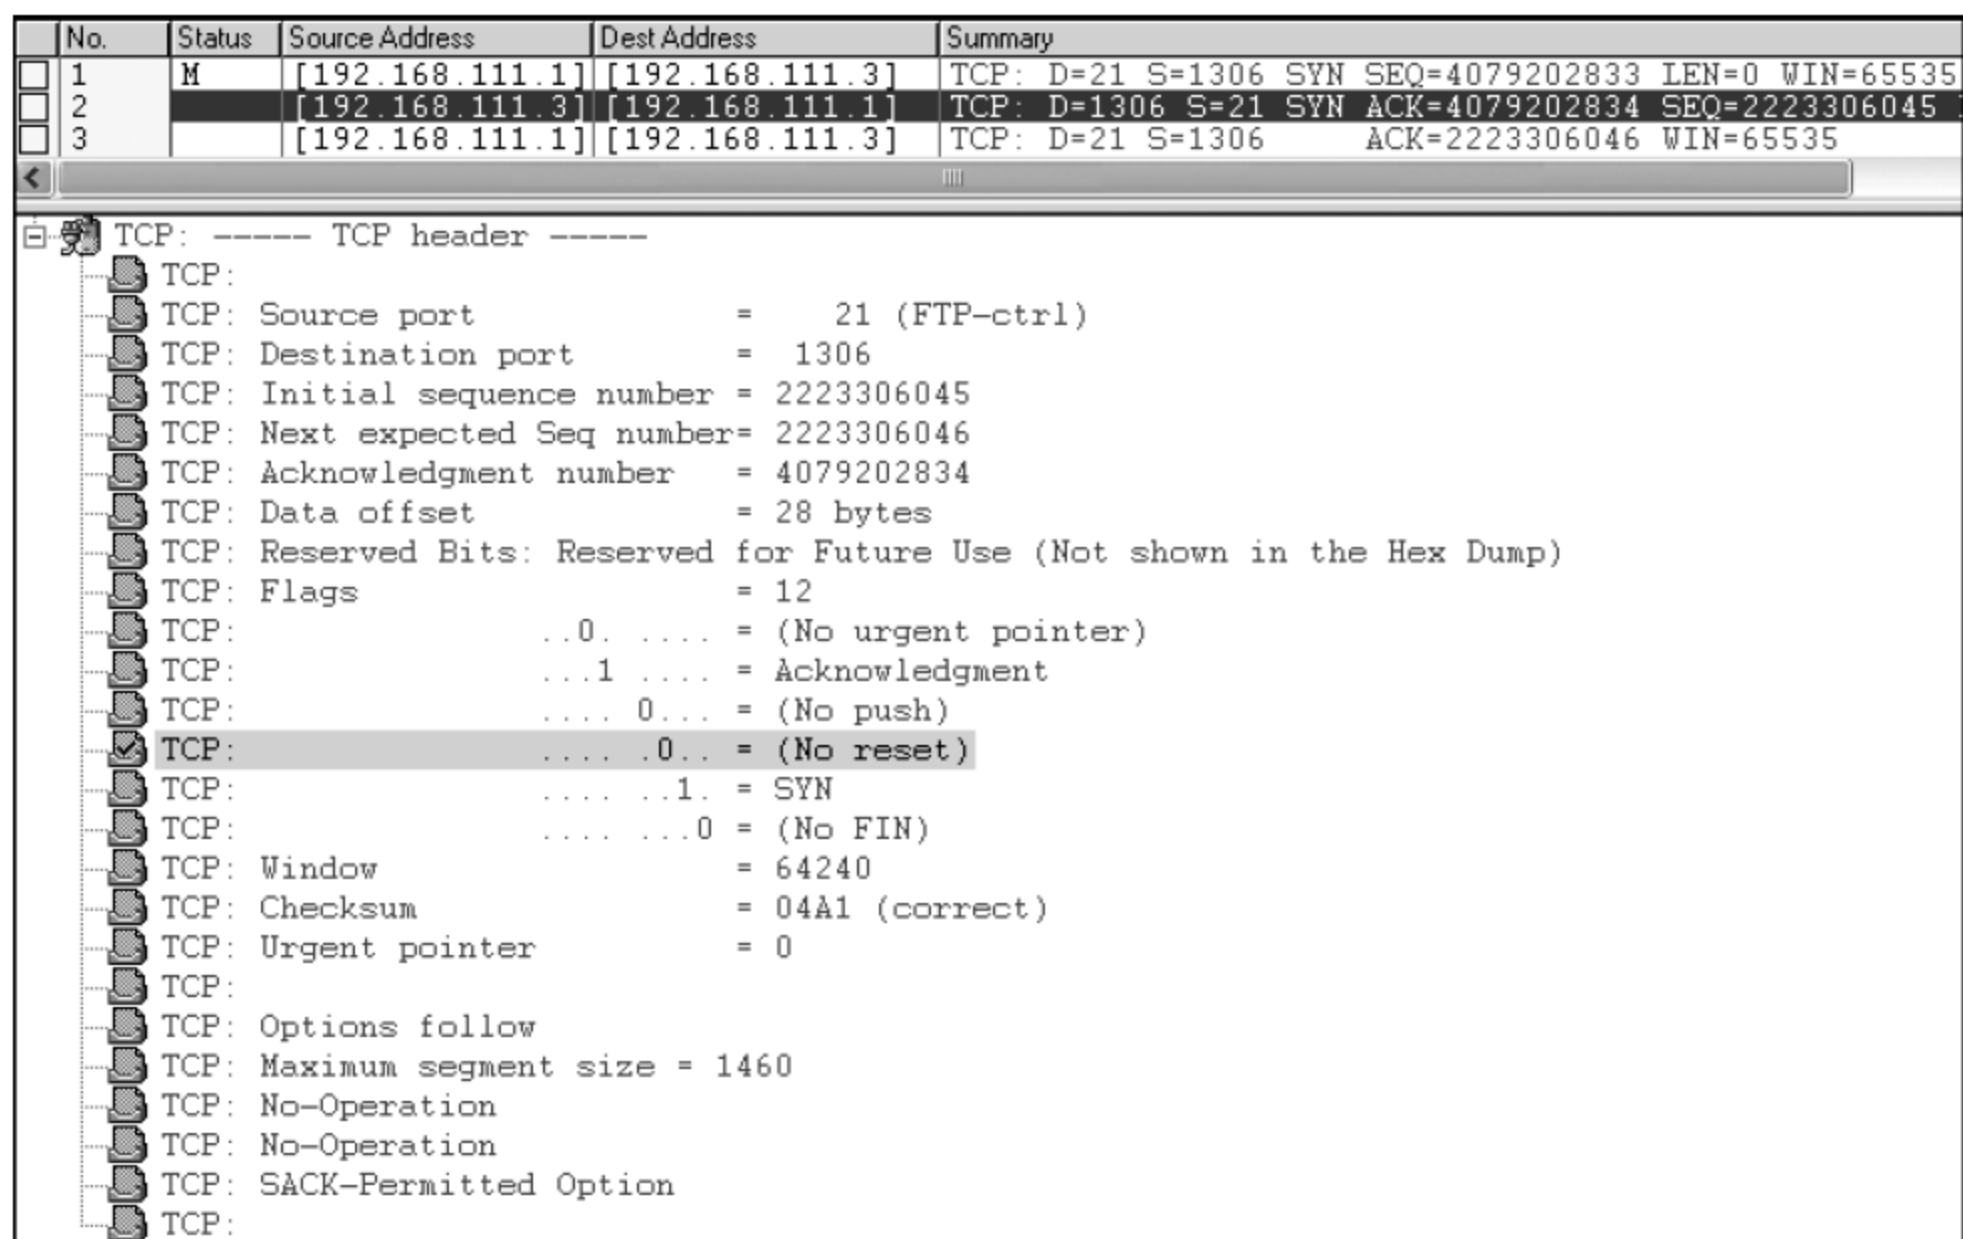 No. Status Source Address Dest Address Summary
1 M [192.168.111.1] [192.168.111.3] TCP: D=21 S=1306 SYN SEQ=4079202833 LEN=0 WIN=65535
2 [192.168.111.3] [192.168.111.1] TCP: D=1306 S=21 SYN ACK=4079202834 SEQ=2223306045
3 [192.168.111.1] [192.168.111.3] TCP: D=21 S=1306 ACK=2223306046 WIN=65535
TCP: ----- TCP header -----
TCP:
TCP: Source port = 21 (FTP-ctrl)
TCP: Destination port = 1306
TCP: Initial sequence number = 2223306045
TCP: Next expected Seq number= 2223306046
TCP: Acknowledgment number = 4079202834
TCP: Data offset = 28 bytes
TCP: Reserved Bits: Reserved for Future Use (Not shown in the Hex Dump)
TCP: Flags = 12
TCP: ..0. .... = (No urgent pointer)
TCP: ...1 .... = Acknowledgment
TCP: .... 0... = (No push)
TCP: .... .0.. = (No reset)
TCP: .... ..1. = SYN
TCP: .... ...0 = (No FIN)
TCP: Window = 64240
TCP: Checksum = 04A1 (correct)
TCP: Urgent pointer = 0
TCP:
TCP: Options follow
TCP: Maximum segment size = 1460
TCP: No-Operation
TCP: No-Operation
TCP: SACK-Permitted Option
TCP: